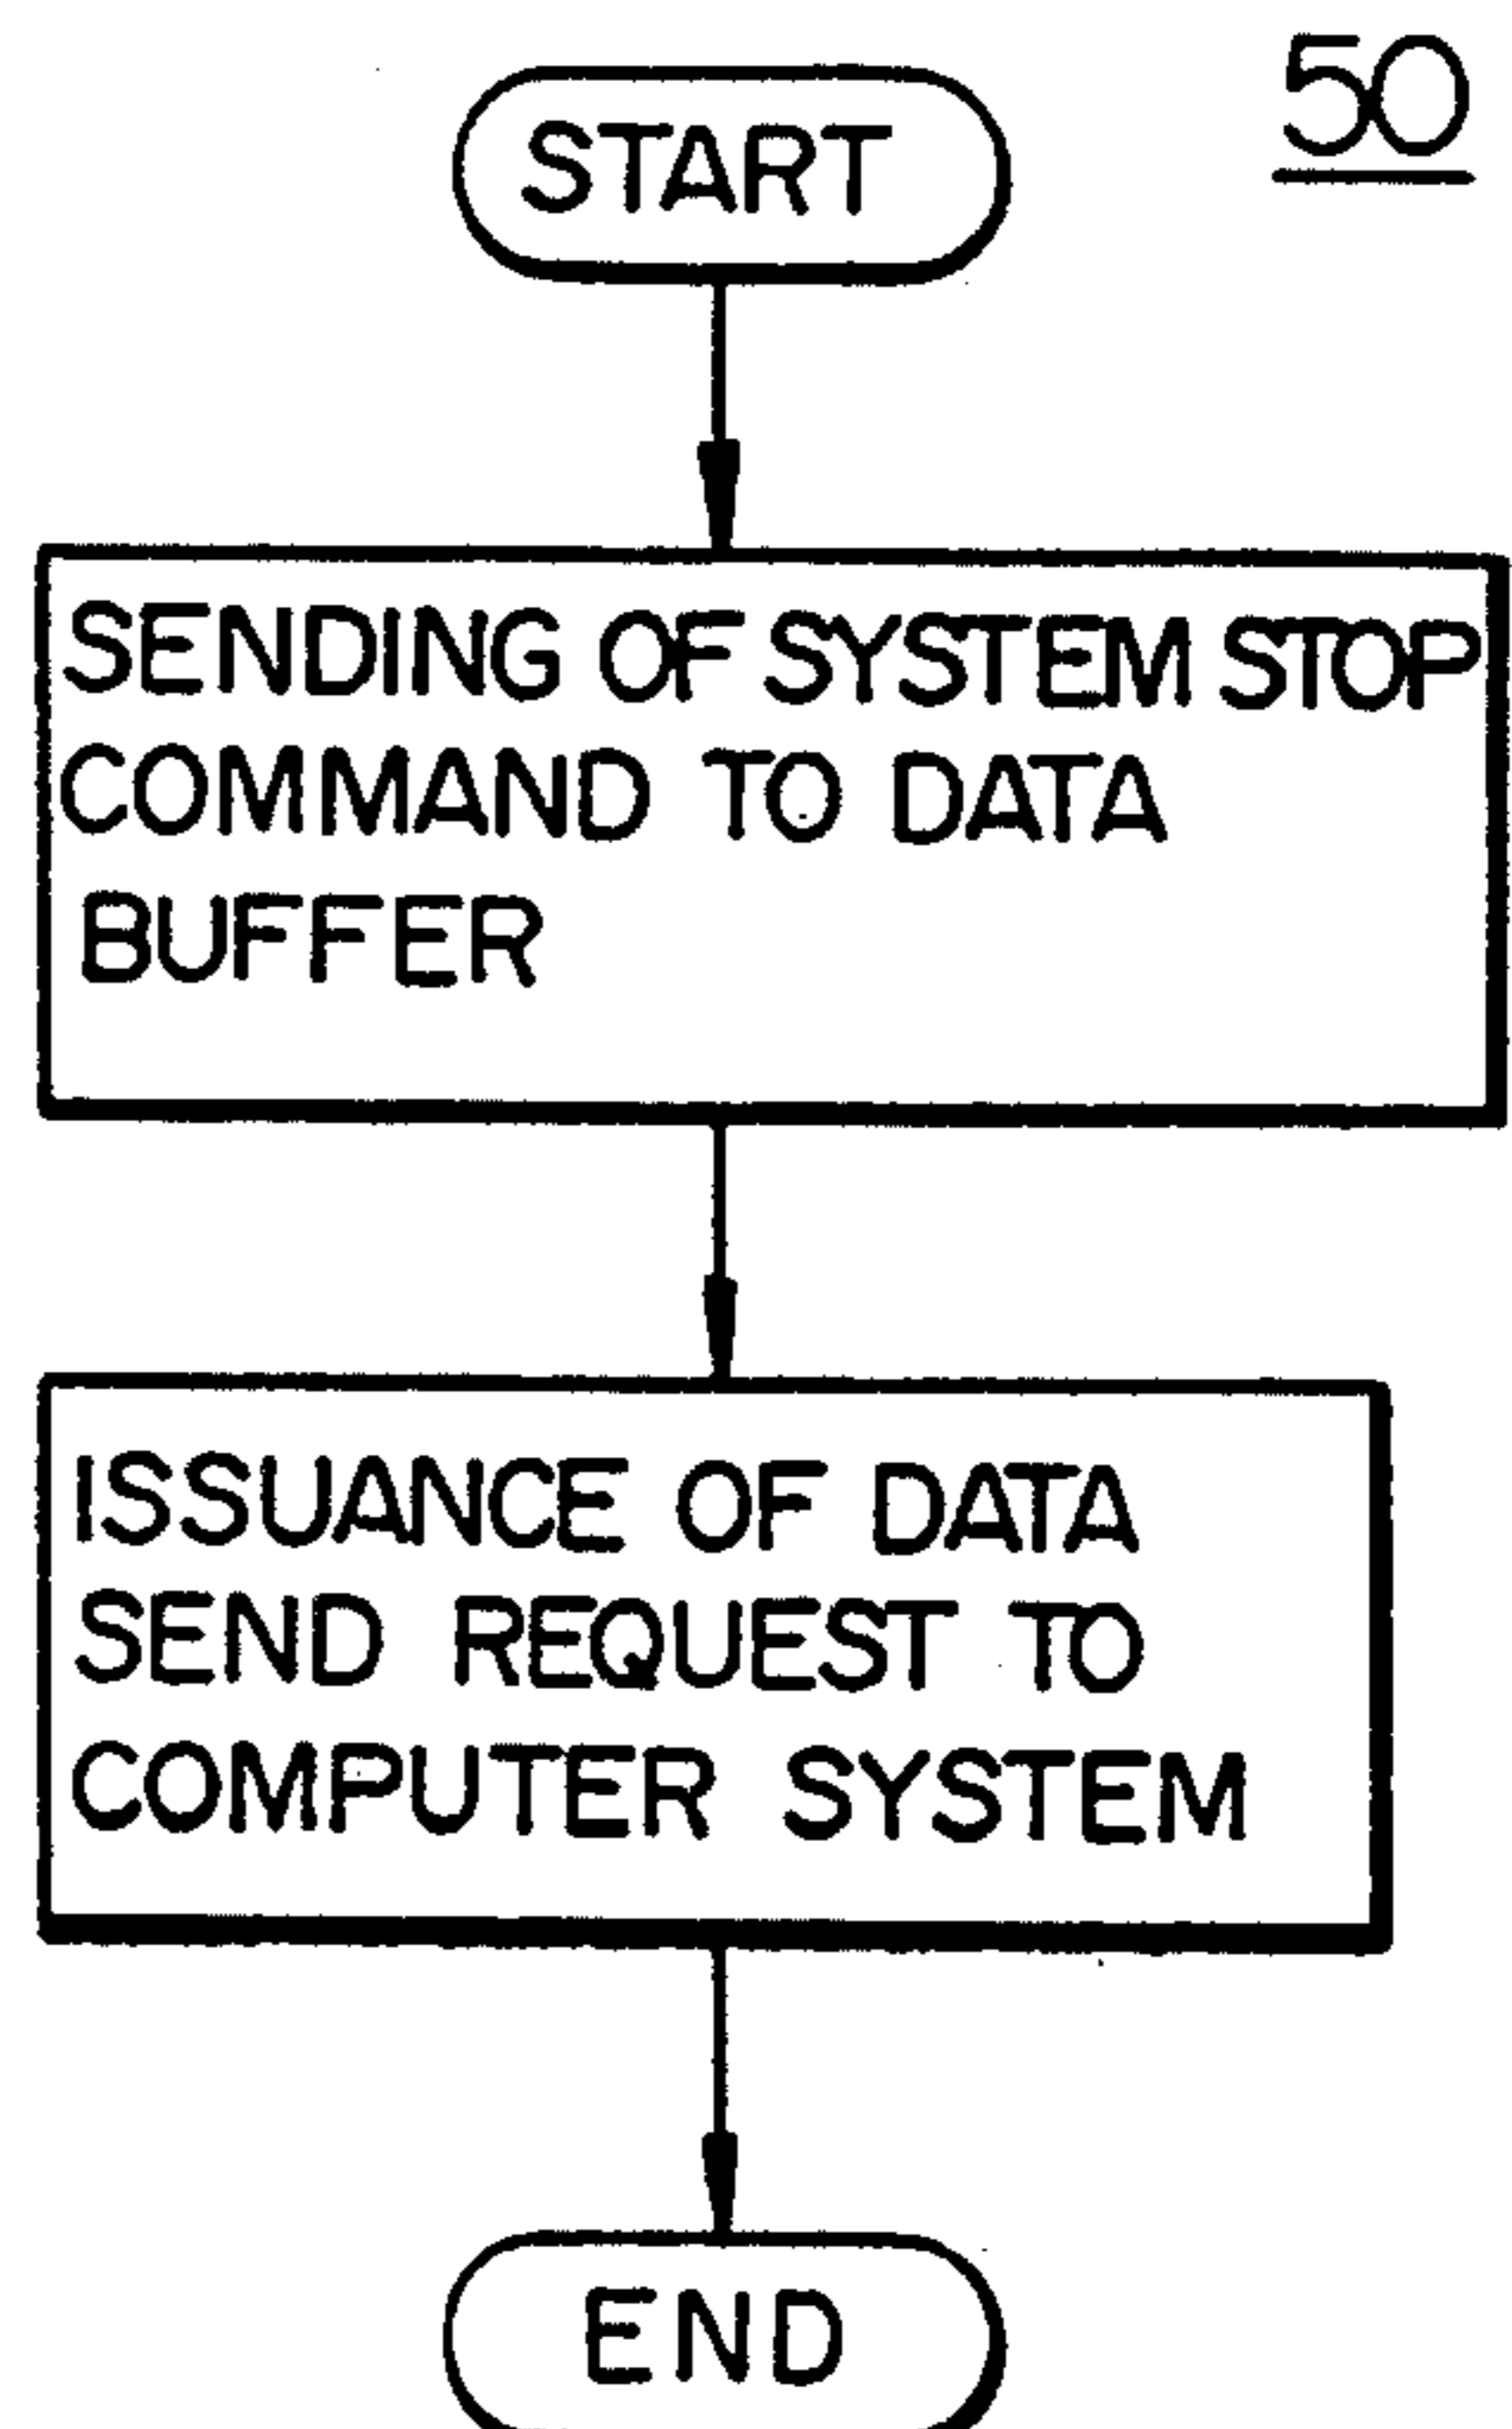 50
START
SENDING OF SYSTEM STOP
COMMAND TO DATA
BUFFER
ISSUANCE OF DATA
SEND REQUEST TO
COMPUTER SYSTEM
END